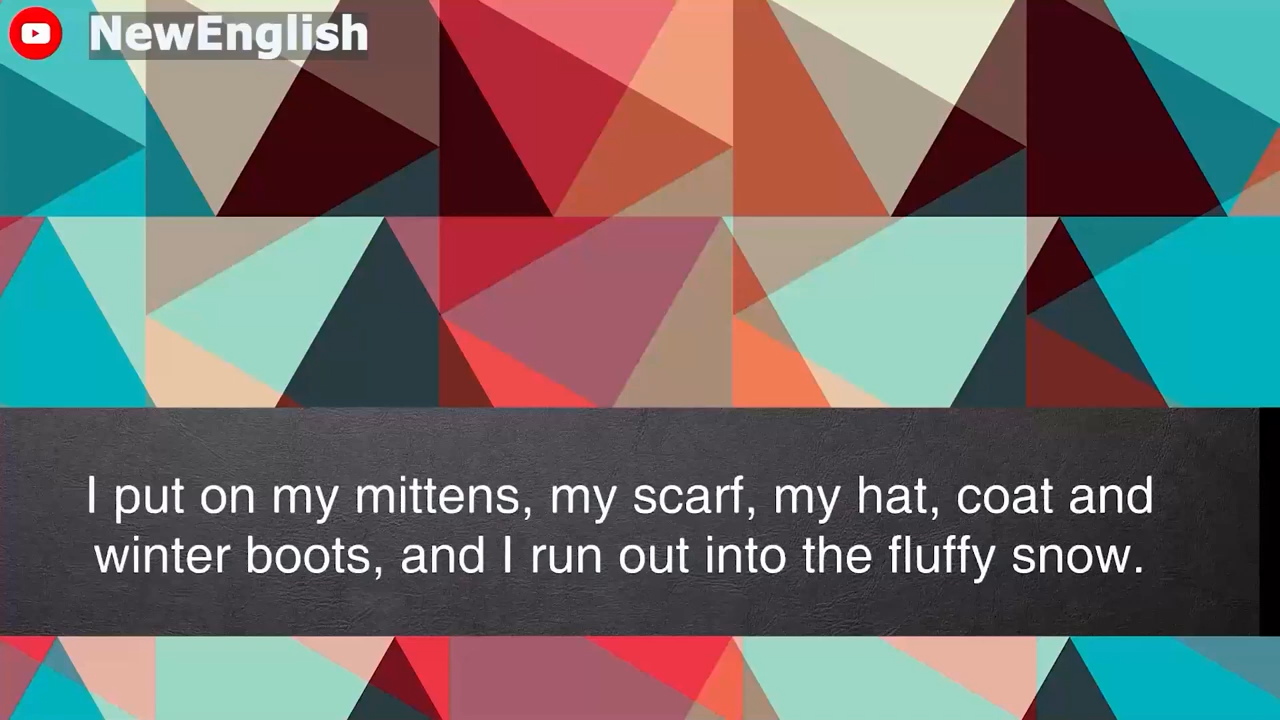 NewEnglish
I put on my mittens, my scarf, my hat, coat and
winter boots, and I run out into the fluffy snow.